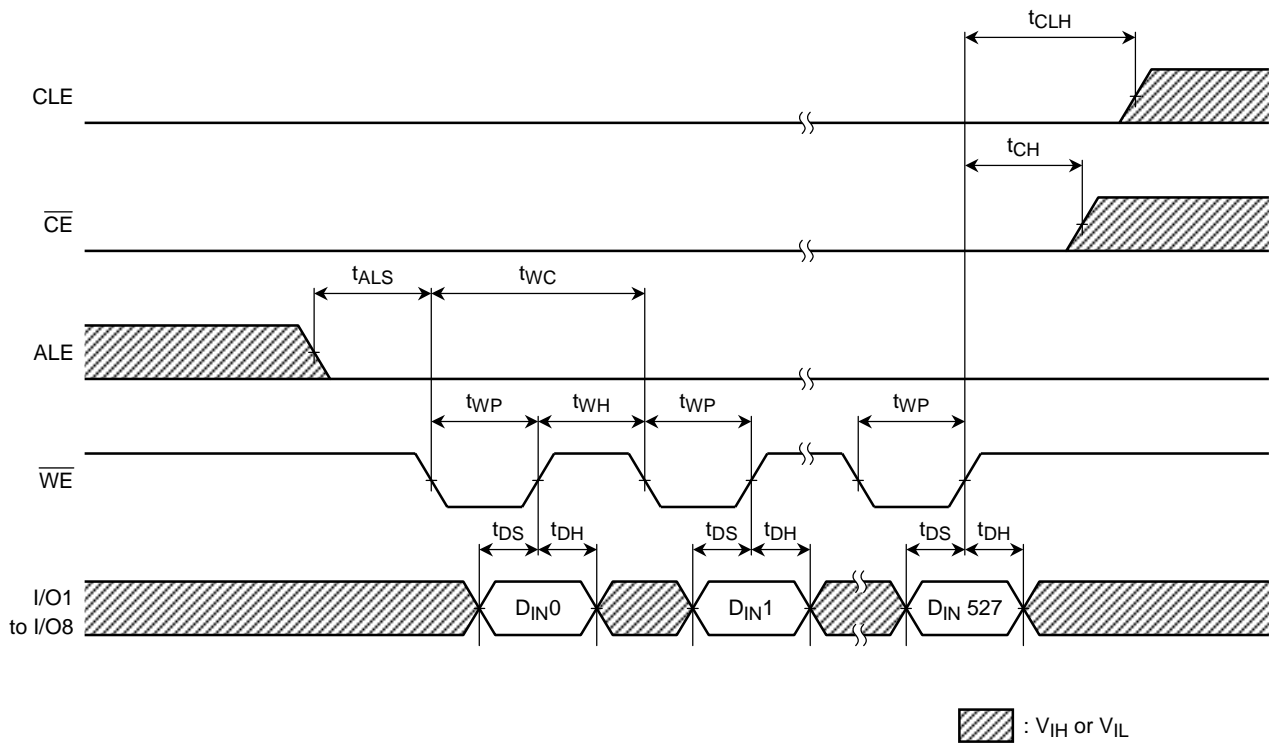 tCLH
CLE
tCH
CE
tALS
tWC
ALE
tWP
tWH
tWP
tWP
WE
tDS
tDH
tDS
tDH
tDS
tDH
I/O1
to I/O8
DIN0
DIN1
DIN 527
: VIH or VIL